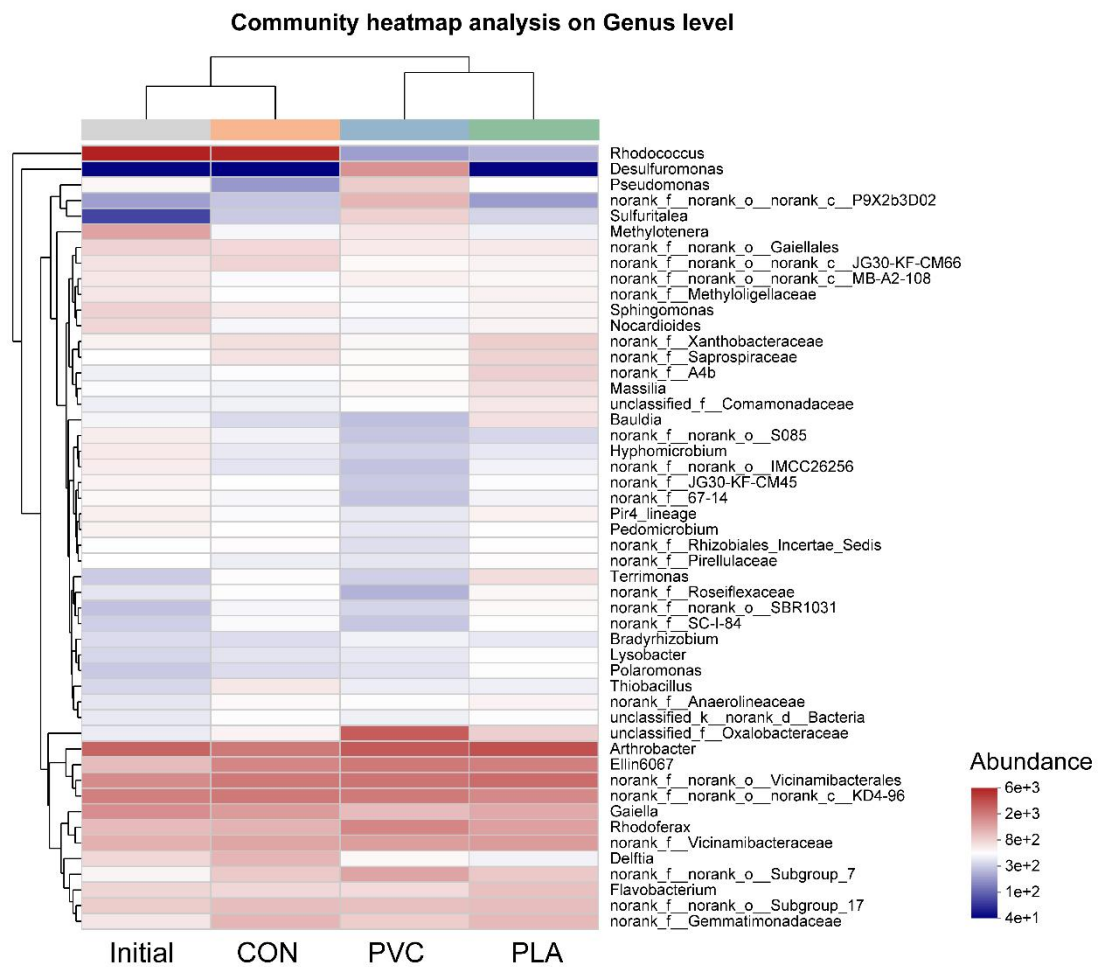 Community heatmap analysis on Genus level
Rhodococcus
Desulfuromonas
Pseudomonas
norank_f__norank_o__norank_c__P9X2b3D02
Sulfuritalea
Methylotenera
norank_f__norank_o__Gaiellales
norank_f__norank_o__norank_c__JG30-KF-CM66
norank_f__norank_o__norank_c__MB-A2-108
norank_f__Methyloligellaceae
Sphingomonas
Nocardioides
norank_f__Xanthobacteraceae
norank_f__Saprospiraceae
norank_f__A4b
Massilia
unclassified_f__Comamonadaceae
Bauldia
norank_f__norank_o__S085
Hyphomicrobium
norank_f__norank_o__IMCC26256
norank_f__JG30-KF-CM45
norank_f__67-14
Pir4_lineage
Pedomicrobium
norank_f__Rhizobiales_Incertae_Sedis
norank_f__Pirellulaceae
Terrimonas
norank_f__Roseiflexaceae
norank_f__norank_o__SBR1031
norank_f__SC-I-84
Bradyrhizobium
Lysobacter
Polaromonas
Thiobacillus
norank_f__Anaerolineaceae
unclassified_k__norank_d__Bacteria
unclassified_f__Oxalobacteraceae
Arthrobacter
Ellin6067
norank_f__norank_o__Vicinamibacterales
norank_f__norank_o__norank_c__KD4-96
Gaiella
Rhodoferax
norank_f__Vicinamibacteraceae
Delftia
norank_f__norank_o__Subgroup_7
Flavobacterium
norank_f__norank_o__Subgroup_17
norank_f__Gemmatimonadaceae
Initial CON PVC PLA
Abundance
6e+3
2e+3
8e+2
3e+2
1e+2
4e+1